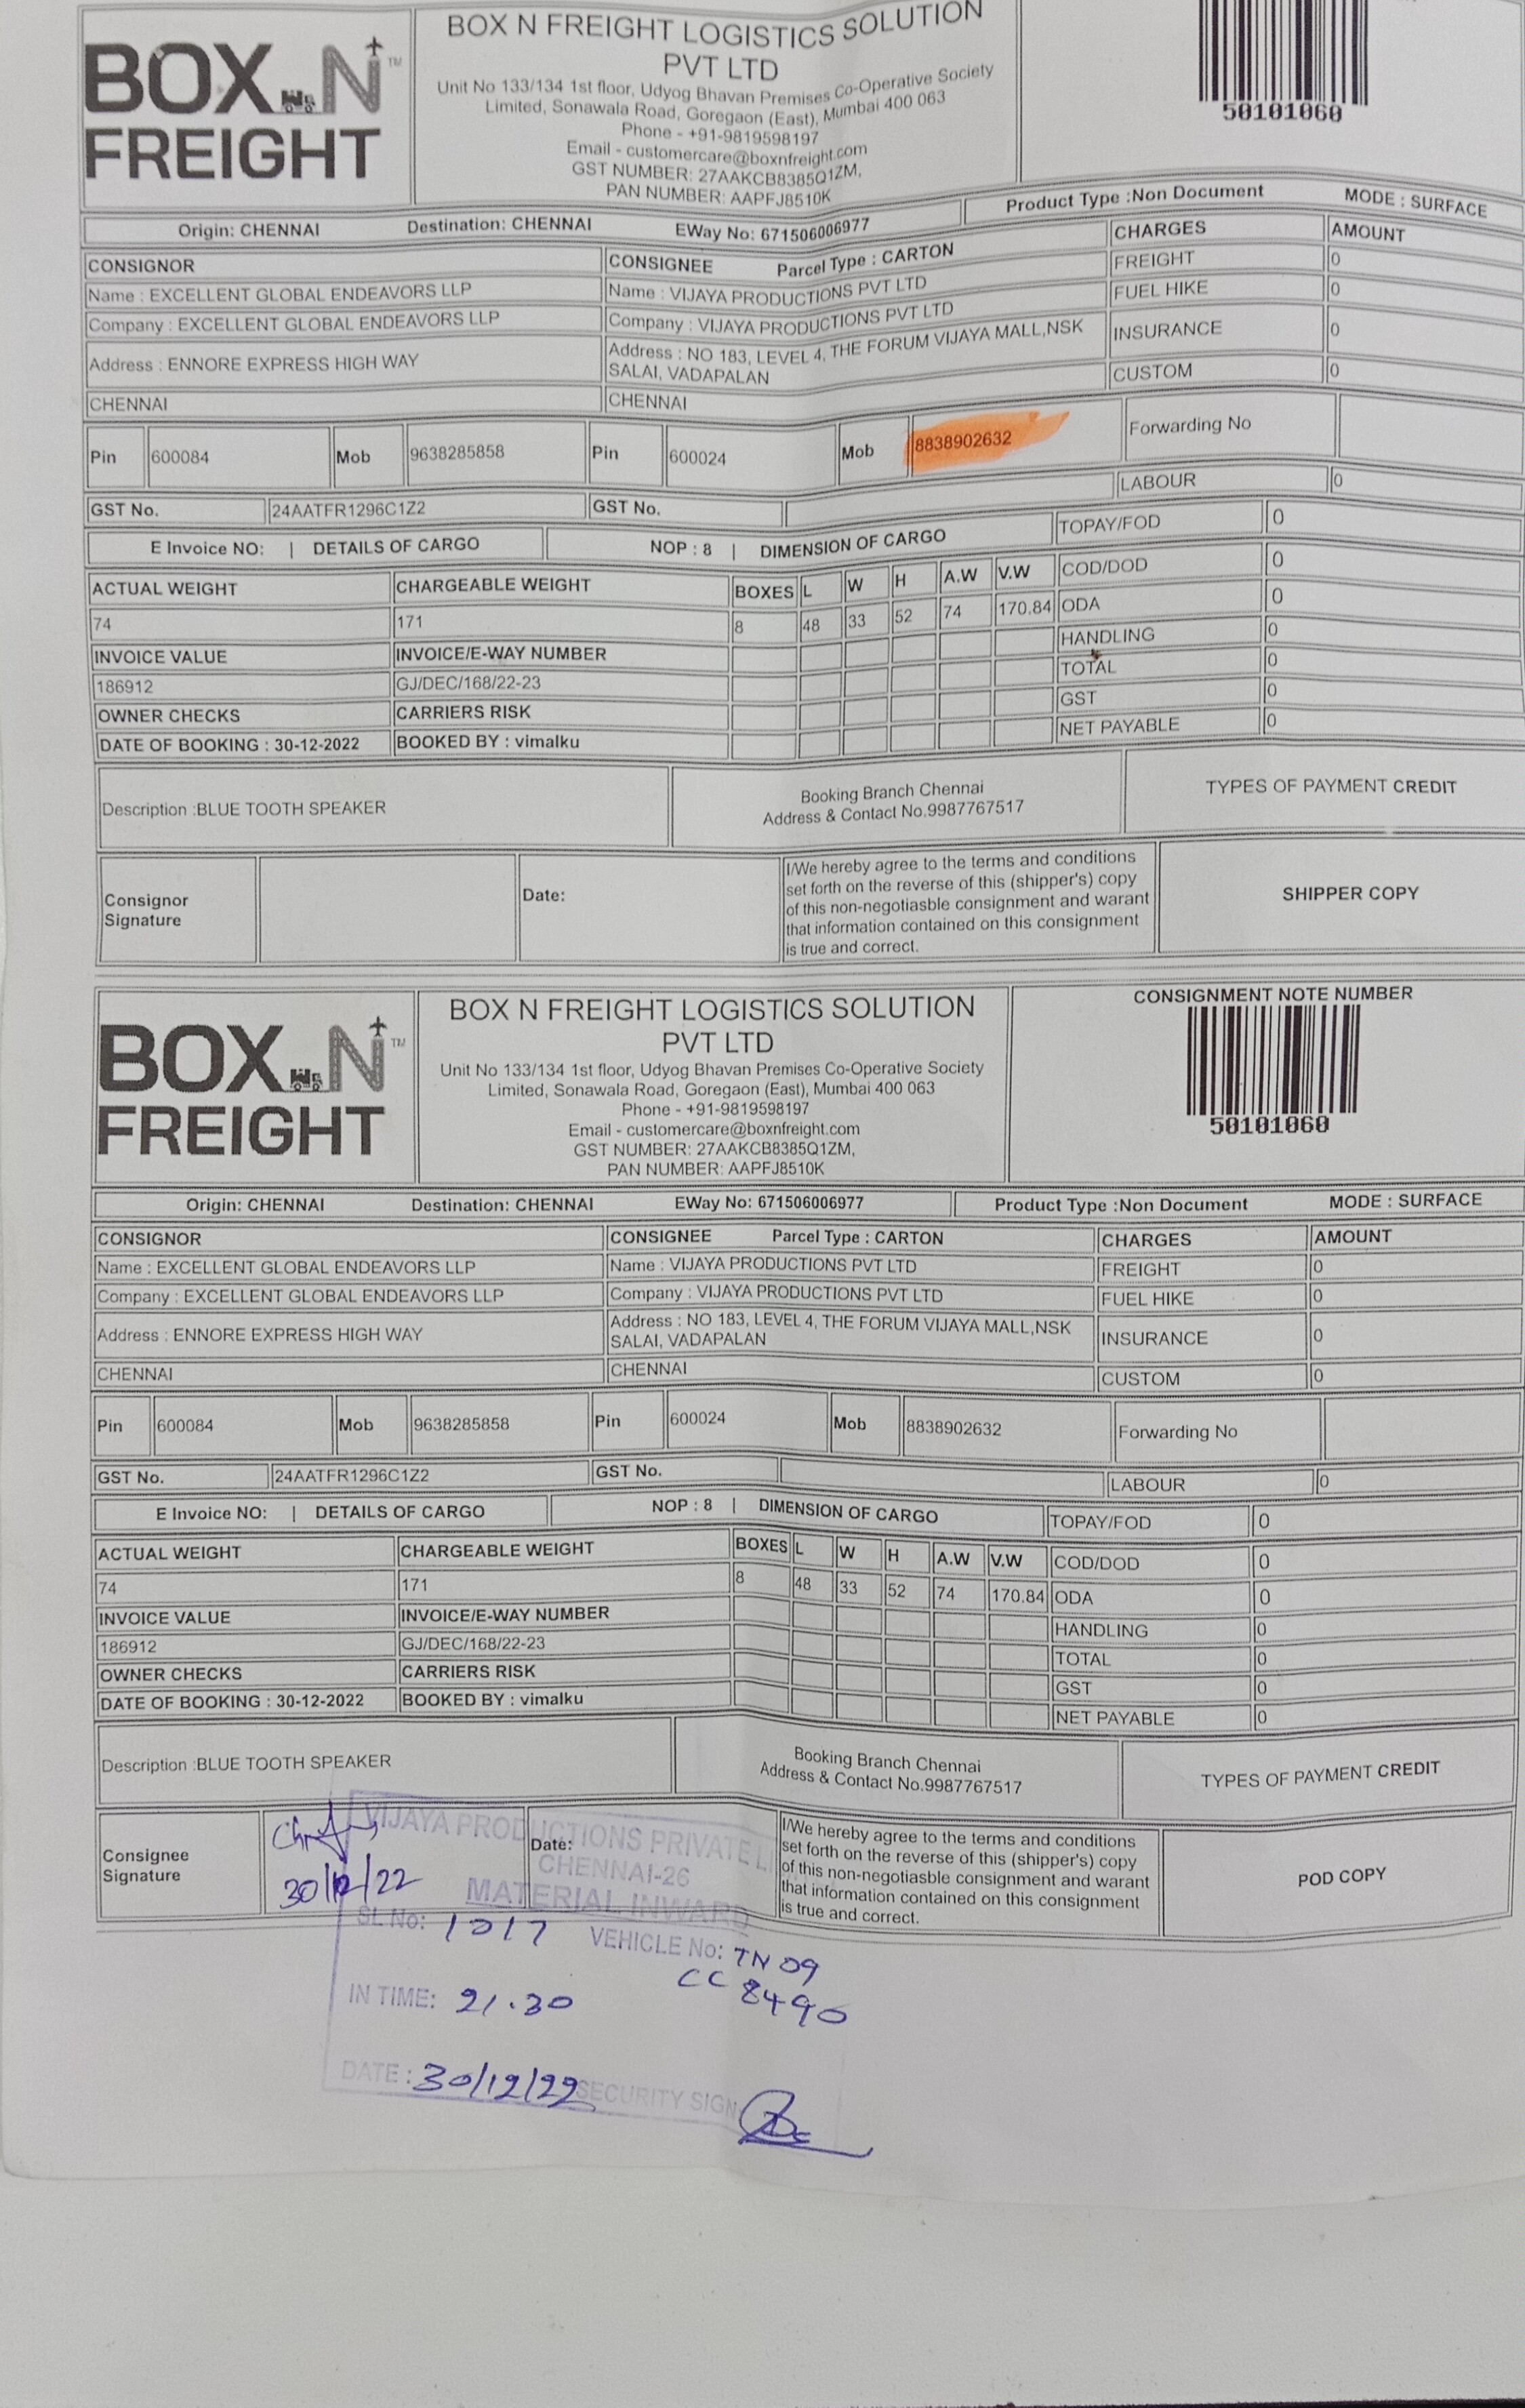 BOX N FREIGHT
TM
BOX N FREIGHT LOGISTICS SOLUTION
PVT LTD
Unit No 133/134 1st floor, Udyog Bhavan Premises Co-Operative Society
Limited, Sonawala Road, Goregaon (East), Mumbai 400 063
Phone - +91-9819598197
Email - customercare@boxnfreight.com
GST NUMBER: 27AAKCB8385Q1ZM,
PAN NUMBER: AAPFJ8510K
50101060
Origin: CHENNAI Destination: CHENNAI EWay No: 671506006977 Product Type :Non Document MODE : SURFACE
CONSIGNOR CONSIGNEE Parcel Type : CARTON CHARGES AMOUNT
Name : EXCELLENT GLOBAL ENDEAVORS LLP Name : VIJAYA PRODUCTIONS PVT LTD FREIGHT 0
Company : EXCELLENT GLOBAL ENDEAVORS LLP Company : VIJAYA PRODUCTIONS PVT LTD FUEL HIKE 0
Address : ENNORE EXPRESS HIGH WAY Address : NO 183, LEVEL 4, THE FORUM VIJAYA MALL,NSK INSURANCE 0
SALAI, VADAPALAN
CHENNAI CHENNAI CUSTOM 0
Pin 600084 Mob 9638285858 Pin 600024 Mob 8838902632 Forwarding No
GST No. 24AATFR1296C1Z2 GST No. LABOUR 0
E Invoice NO: | DETAILS OF CARGO NOP : 8 | DIMENSION OF CARGO TOPAY/FOD 0
ACTUAL WEIGHT CHARGEABLE WEIGHT BOXES L W H A.W V.W COD/DOD 0
74 171 8 48 33 52 74 170.84 ODA 0
INVOICE VALUE INVOICE/E-WAY NUMBER HANDLING 0
186912 GJ/DEC/168/22-23 TOTAL 0
OWNER CHECKS CARRIERS RISK GST 0
DATE OF BOOKING : 30-12-2022 BOOKED BY : vimalku NET PAYABLE 0
Description :BLUE TOOTH SPEAKER Booking Branch Chennai TYPES OF PAYMENT CREDIT
Address & Contact No.9987767517
Consignor
Signature
Date:
I/We hereby agree to the terms and conditions
set forth on the reverse of this (shipper's) copy
of this non-negotiasble consignment and warant
that information contained on this consignment
is true and correct.
SHIPPER COPY
BOX N FREIGHT
TM
BOX N FREIGHT LOGISTICS SOLUTION
PVT LTD
Unit No 133/134 1st floor, Udyog Bhavan Premises Co-Operative Society
Limited, Sonawala Road, Goregaon (East), Mumbai 400 063
Phone - +91-9819598197
Email - customercare@boxnfreight.com
GST NUMBER: 27AAKCB8385Q1ZM,
PAN NUMBER: AAPFJ8510K
CONSIGNMENT NOTE NUMBER
50101060
Origin: CHENNAI Destination: CHENNAI EWay No: 671506006977 Product Type :Non Document MODE : SURFACE
CONSIGNOR CONSIGNEE Parcel Type : CARTON CHARGES AMOUNT
Name : EXCELLENT GLOBAL ENDEAVORS LLP Name : VIJAYA PRODUCTIONS PVT LTD FREIGHT 0
Company : EXCELLENT GLOBAL ENDEAVORS LLP Company : VIJAYA PRODUCTIONS PVT LTD FUEL HIKE 0
Address : ENNORE EXPRESS HIGH WAY Address : NO 183, LEVEL 4, THE FORUM VIJAYA MALL,NSK INSURANCE 0
SALAI, VADAPALAN
CHENNAI CHENNAI CUSTOM 0
Pin 600084 Mob 9638285858 Pin 600024 Mob 8838902632 Forwarding No
GST No. 24AATFR1296C1Z2 GST No. LABOUR 0
E Invoice NO: | DETAILS OF CARGO NOP : 8 | DIMENSION OF CARGO TOPAY/FOD 0
ACTUAL WEIGHT CHARGEABLE WEIGHT BOXES L W H A.W V.W COD/DOD 0
74 171 8 48 33 52 74 170.84 ODA 0
INVOICE VALUE INVOICE/E-WAY NUMBER HANDLING 0
186912 GJ/DEC/168/22-23 TOTAL 0
OWNER CHECKS CARRIERS RISK GST 0
DATE OF BOOKING : 30-12-2022 BOOKED BY : vimalku NET PAYABLE 0
Description :BLUE TOOTH SPEAKER Booking Branch Chennai TYPES OF PAYMENT CREDIT
Address & Contact No.9987767517
Consignee
Signature
30/12/22
Date:
I/We hereby agree to the terms and conditions
set forth on the reverse of this (shipper's) copy
of this non-negotiasble consignment and warant
that information contained on this consignment
is true and correct.
POD COPY
VIJAYA PRODUCTIONS PRIVATE L
CHENNAI-26
MATERIAL INWARD
SL No: 1017 VEHICLE No: TN 09
CC 8490
IN TIME: 21.30
DATE : 30/12/22 SECURITY SIGN